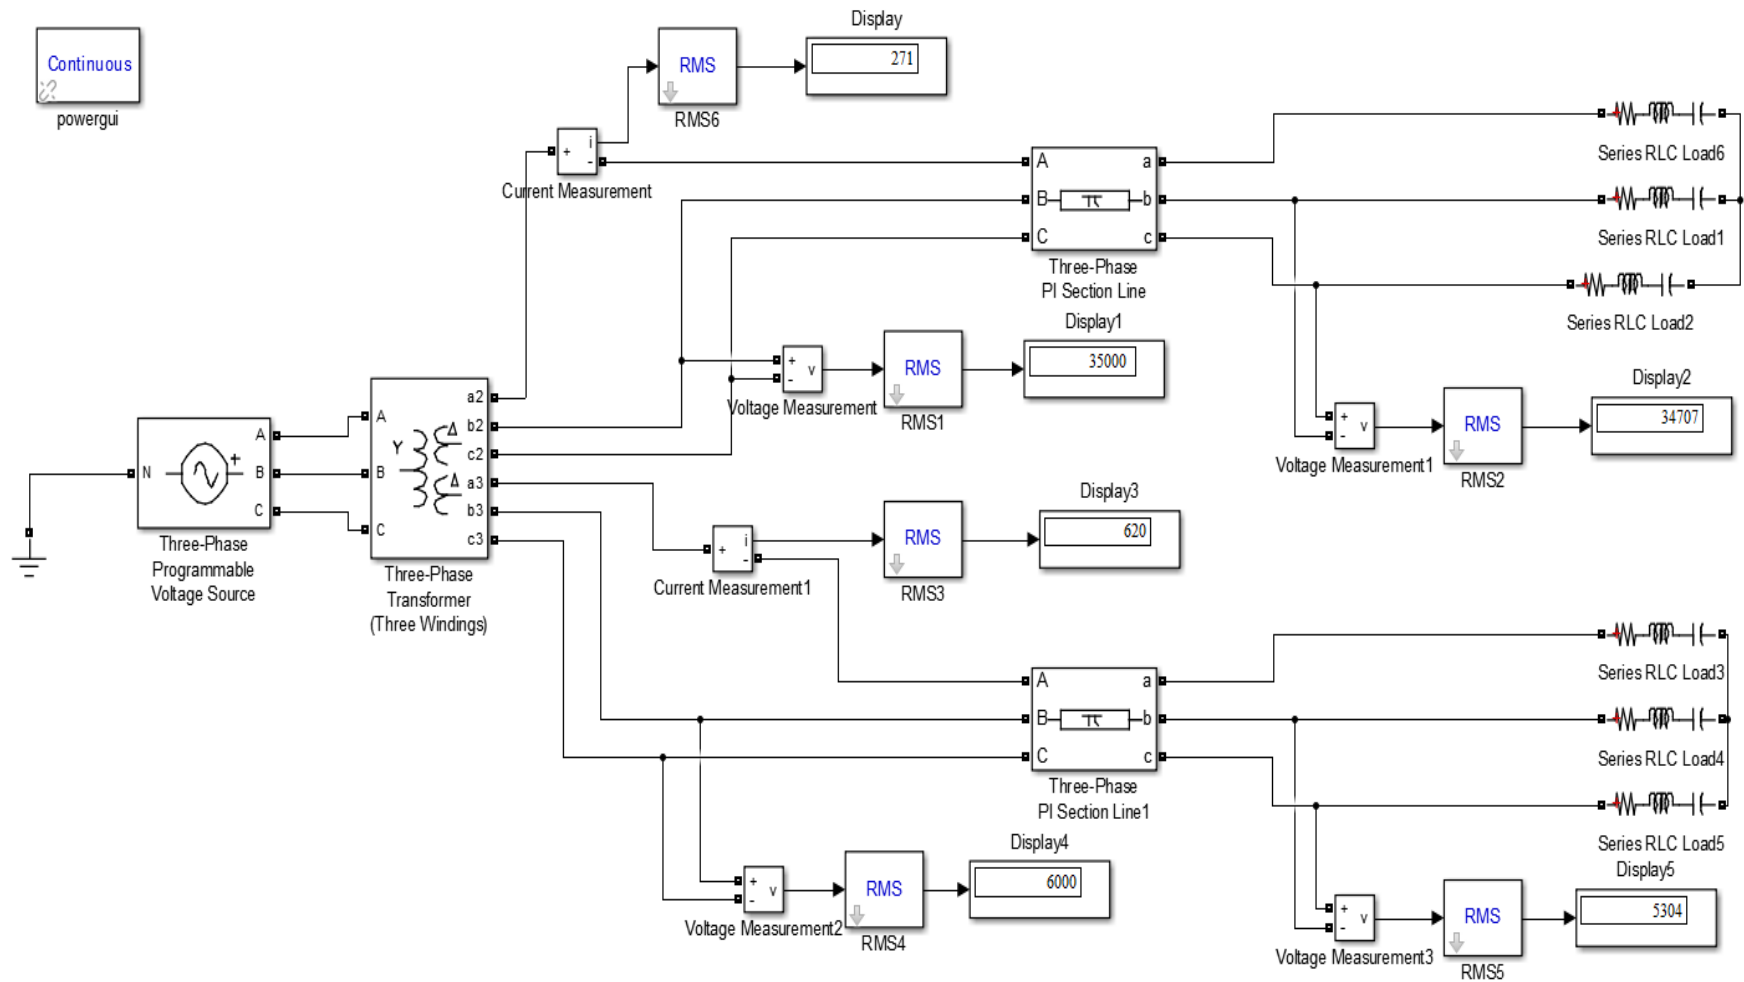 Continuous
powergui
Display
271
RMS
RMS6
i
+
-
Current Measurement
A
a
B
b
C
c
Three-Phase
PI Section Line
Series RLC Load6
Series RLC Load1
Series RLC Load2
Display1
35000
RMS
RMS1
+
-
v
Voltage Measurement
Display2
34707
RMS
RMS2
+
-
v
Voltage Measurement1
N
A
B
C
+
Three-Phase
Programmable
Voltage Source
A
B
C
Y
Δ
Δ
a2
b2
c2
a3
b3
c3
Three-Phase
Transformer
(Three Windings)
Display3
620
RMS
RMS3
i
+
-
Current Measurement1
A
a
B
b
C
c
Three-Phase
PI Section Line1
Series RLC Load3
Series RLC Load4
Series RLC Load5
Display4
6000
RMS
RMS4
+
-
v
Voltage Measurement2
Display5
5304
RMS
RMS5
+
-
v
Voltage Measurement3